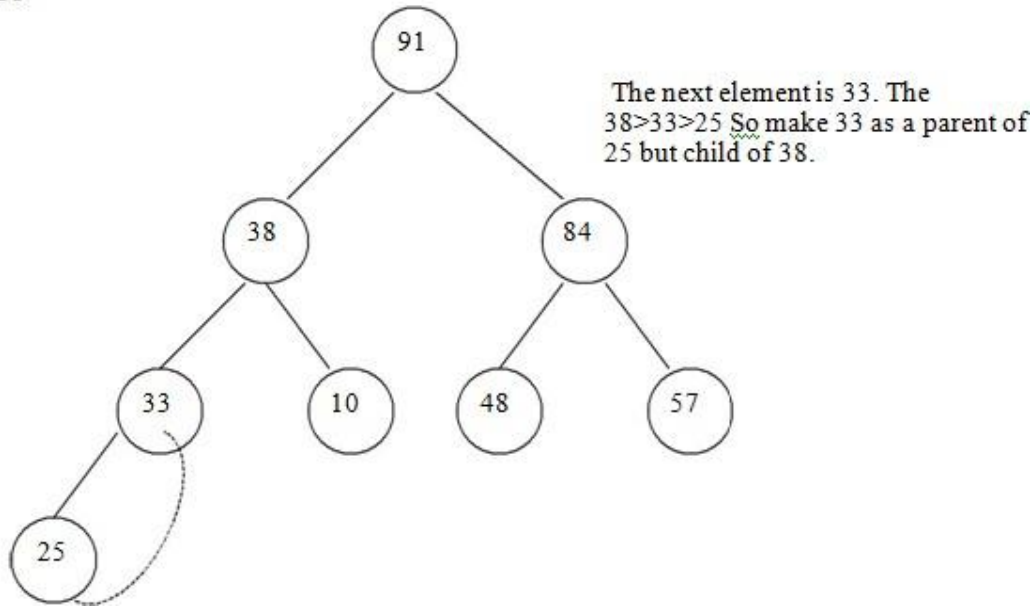 91
The next element is 33. The
38>33>25 So make 33 as a parent of
25 but child of 38.
38
84
33
10
48
57
25